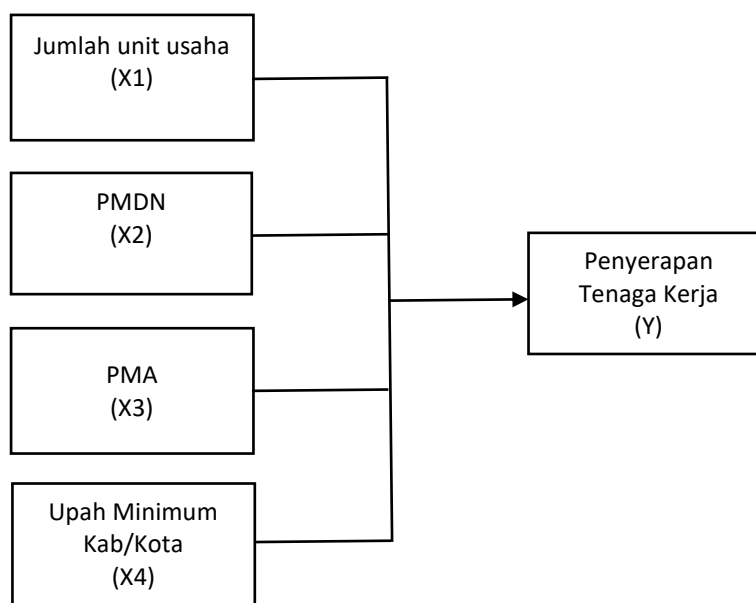 Jumlah unit usaha
(X1)
PMDN
(X2)
PMA
(X3)
Upah Minimum
Kab/Kota
(X4)
Penyerapan
Tenaga Kerja
(Y)